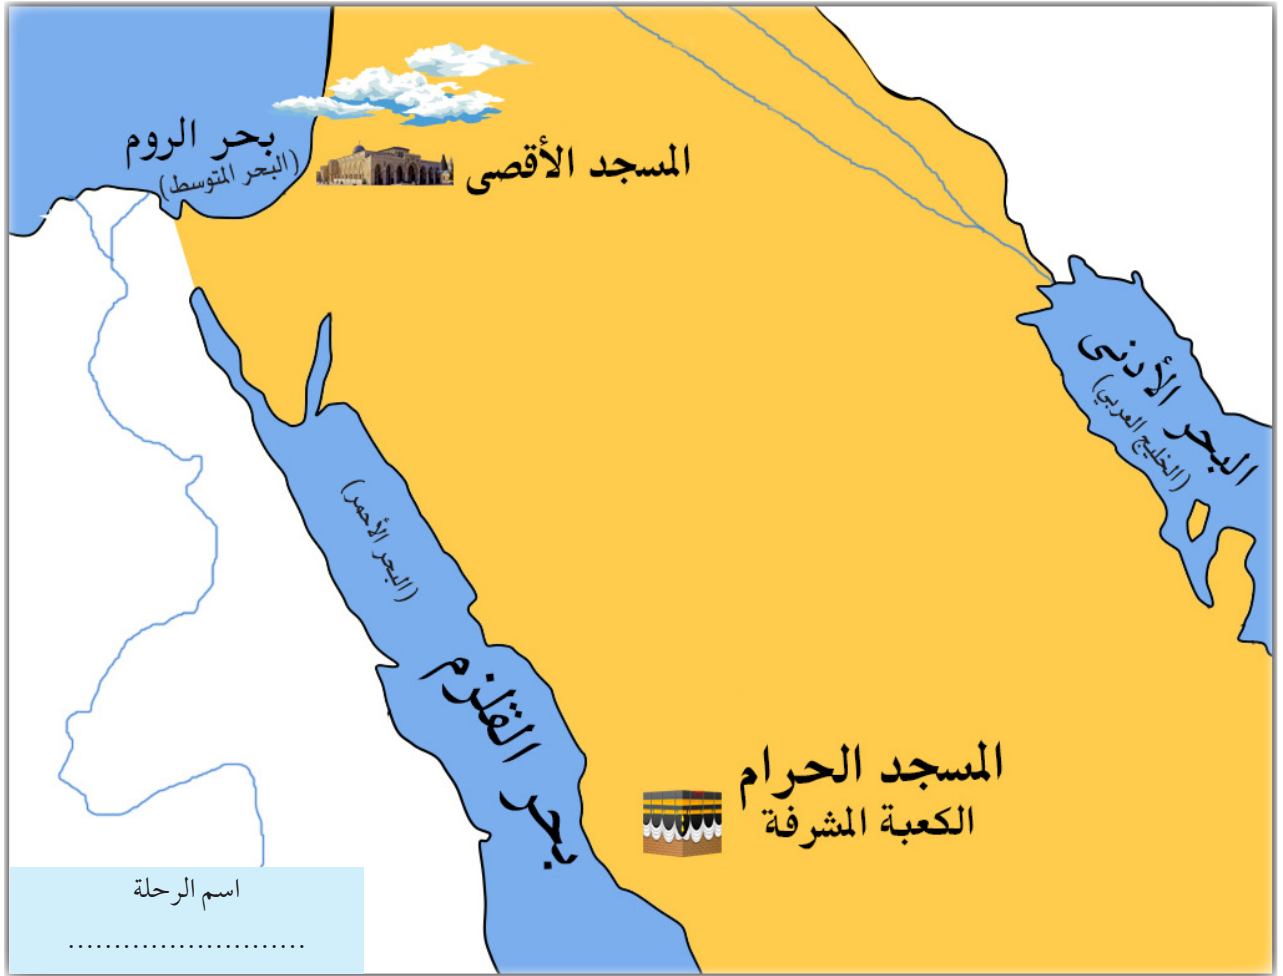 بحر الروم
(البحر المتوسط)
المسجد الأقصى
البحر الأدنى
(الخليج العربي)
(البحر الأحمر)
بحر القلزم
المسجد الحرام
الكعبة المشرفة
اسم الرحلة
..........................